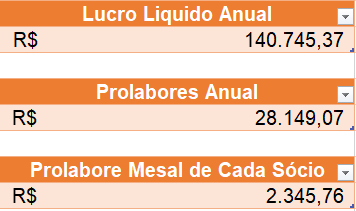 Lucro Liquido Anual
R$ 140.745,37
Prolabores Anual
R$ 28.149,07
Prolabore Mesal de Cada Sócio
R$ 2.345,76